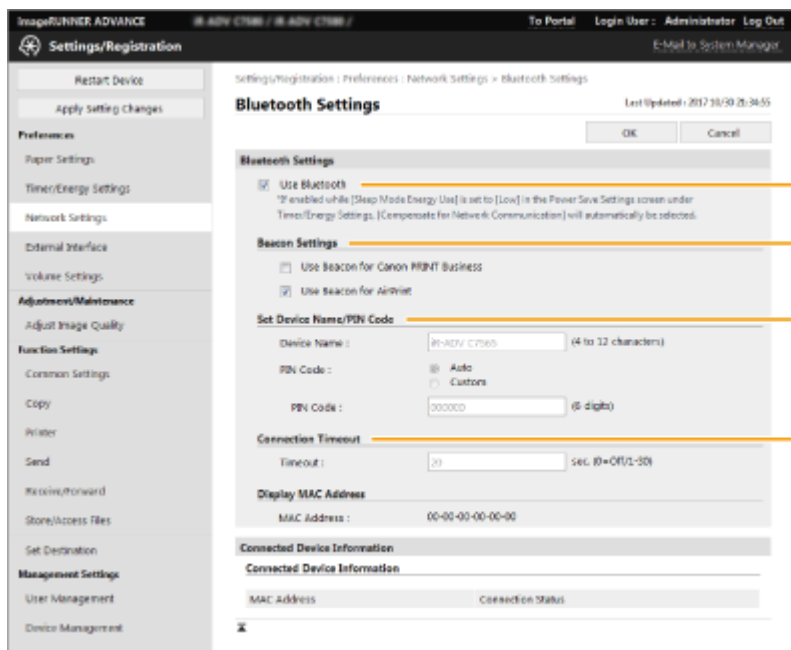 imageRUNNER ADVANCE
To Portal Login User : Administrator Log Out
Settings/Registration
E-Mail to System Manager
Restart Device
Apply Setting Changes
Preferences
Paper Settings
Timer/Energy Settings
Network Settings
External Interface
Volume Settings
Adjustment/Maintenance
Adjust Image Quality
Function Settings
Common Settings
Copy
Printer
Send
Receive/Forward
Store/Access Files
Set Destination
Management Settings
User Management
Device Management
Settings/Registration : Preferences : Network Settings > Bluetooth Settings
Bluetooth Settings
Last Updated : 2017 10/30 21:34:55
OK
Cancel
Bluetooth Settings
Use Bluetooth
*If enabled while [Sleep Mode Energy Use] is set to [Low] in the Power Save Settings screen under
Timer/Energy Settings, [Compensate for Network Communication] will automatically be selected.
Beacon Settings
Use Beacon for Canon PRINT Business
Use Beacon for AirPrint
Set Device Name/PIN Code
Device Name : iR-ADV C7565 (4 to 12 characters)
PIN Code : Auto
Custom
PIN Code : 000000 (6 digits)
Connection Timeout
Timeout : 20 sec. (0=Off/1-30)
Display MAC Address
MAC Address : 00-00-00-00-00-00
Connected Device Information
Connected Device Information
MAC Address Connection Status